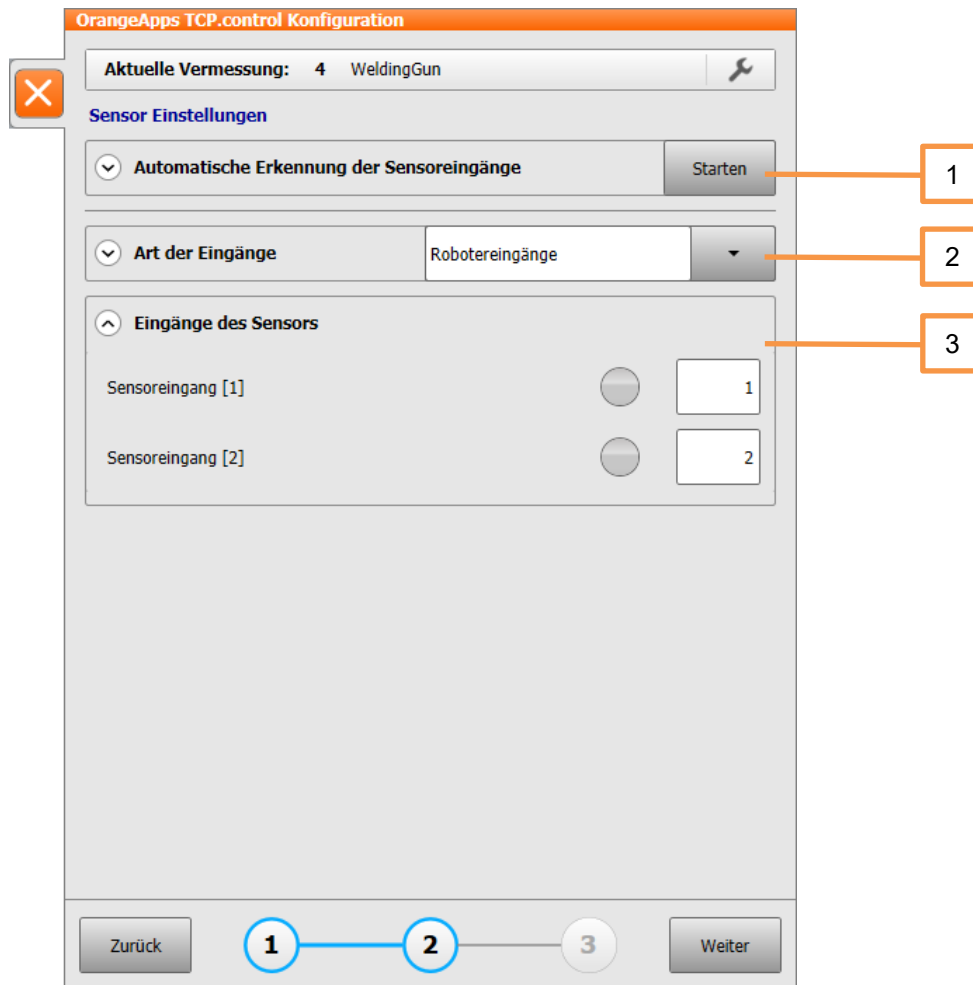 OrangeApps TCP.control Konfiguration
Aktuelle Vermessung: 4 WeldingGun
Sensor Einstellungen
Automatische Erkennung der Sensoreingänge Starten 1
Art der Eingänge Robotereingänge 2
Eingänge des Sensors 3
Sensoreingang [1] 1
Sensoreingang [2] 2
Zurück 1 2 3 Weiter